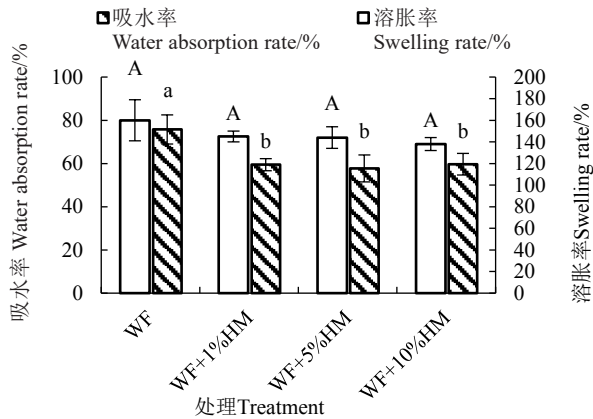 吸水率
Water absorption rate/%
溶胀率
Swelling rate/%
吸水率 Water absorption rate/%
100
80
60
40
20
0
A
a
A
b
A
b
A
b
200
180
160
140
120
100
80
60
40
20
0
溶胀率Swelling rate/%
WF
WF+1%HM
WF+5%HM
WF+10%HM
处理Treatment